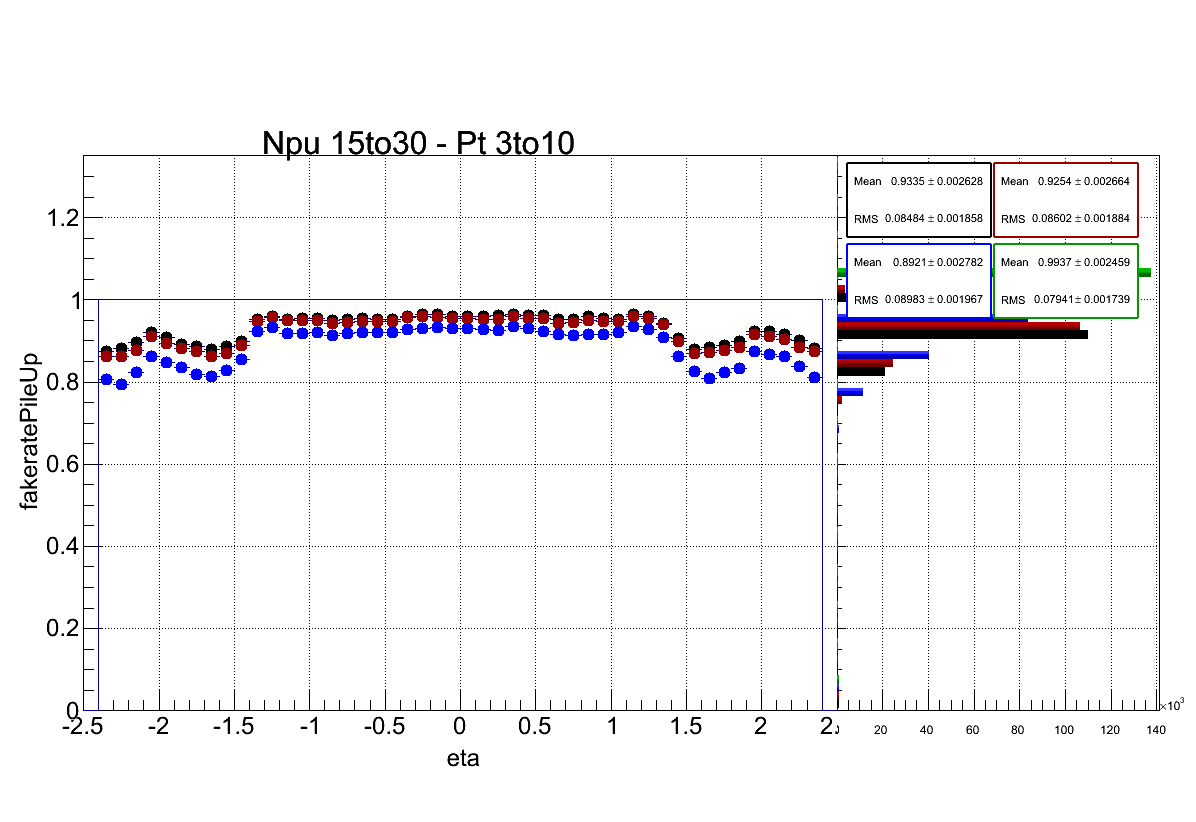 Npu 15to30 - Pt 3to10
Mean 0.9335 ± 0.002628
RMS 0.08484 ± 0.001858
Mean 0.9254 ± 0.002664
RMS 0.08602 ± 0.001884
Mean 0.8921 ± 0.002782
RMS 0.08983 ± 0.001967
Mean 0.9937 ± 0.002459
RMS 0.07941 ± 0.001739
fakeratePileUp
1.2
1
0.8
0.6
0.4
0.2
0
-2.5 -2 -1.5 -1 -0.5 0 0.5 1 1.5 2 2.
eta
20 40 60 80 100 120 140
×10³